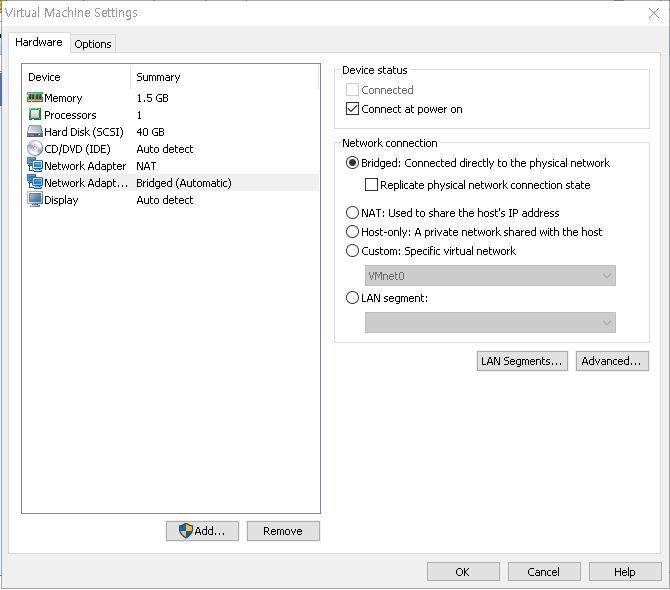 Virtual Machine Settings
Hardware
Options
Device Summary
Memory 1.5 GB
Processors 1
Hard Disk (SCSI) 40 GB
CD/DVD (IDE) Auto detect
Network Adapter NAT
Network Adapt... Bridged (Automatic)
Display Auto detect
Add...
Remove
Device status
Connected
Connect at power on
Network connection
Bridged: Connected directly to the physical network
Replicate physical network connection state
NAT: Used to share the host's IP address
Host-only: A private network shared with the host
Custom: Specific virtual network
VMnet0
LAN segment:
LAN Segments...
Advanced...
OK
Cancel
Help